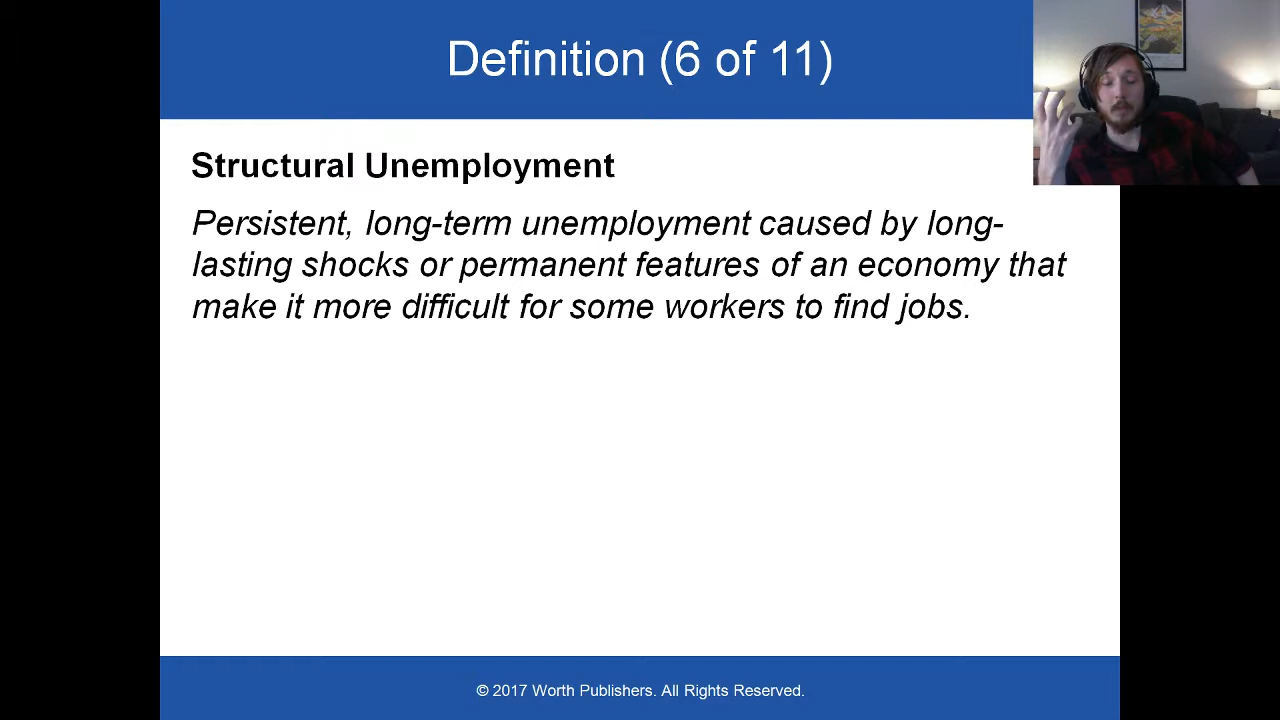 Definition (6 of 11)
Structural Unemployment
Persistent, long-term unemployment caused by long-
lasting shocks or permanent features of an economy that
make it more difficult for some workers to find jobs.
© 2017 Worth Publishers. All Rights Reserved.